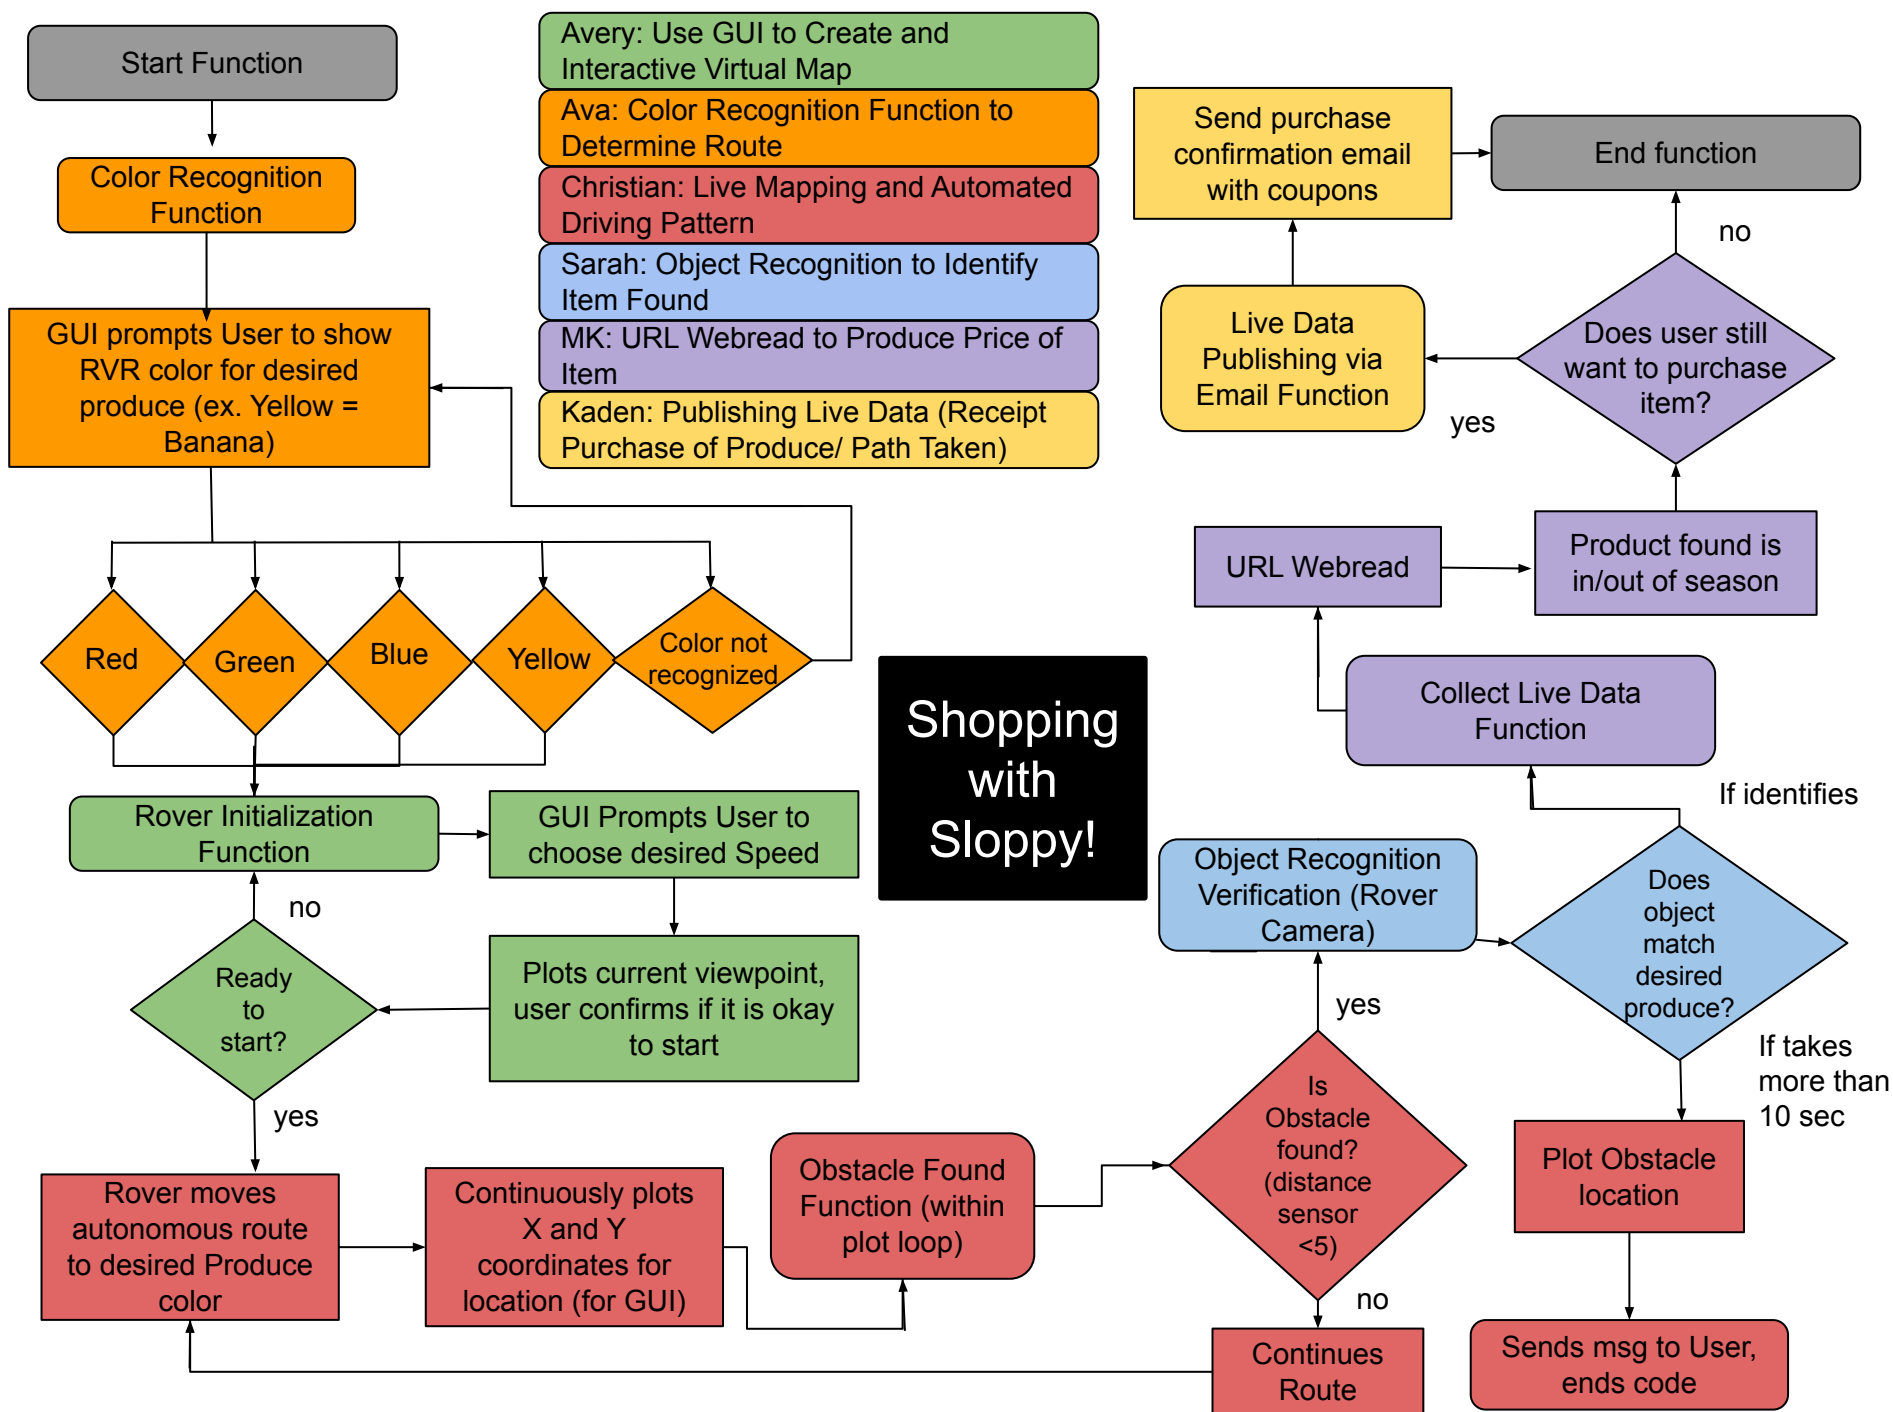 Start Function
Color Recognition
Function
GUI prompts User to show
RVR color for desired
produce (ex. Yellow =
Banana)
Red
Green
Blue
Yellow
Color not
recognized
Rover Initialization
Function
GUI Prompts User to
choose desired Speed
no
Ready
to
start?
Plots current viewpoint,
user confirms if it is okay
to start
yes
Rover moves
autonomous route
to desired Produce
color
Continuously plots
X and Y
coordinates for
location (for GUI)
Obstacle Found
Function (within
plot loop)
Avery: Use GUI to Create and
Interactive Virtual Map
Ava: Color Recognition Function to
Determine Route
Christian: Live Mapping and Automated
Driving Pattern
Sarah: Object Recognition to Identify
Item Found
MK: URL Webread to Produce Price of
Item
Kaden: Publishing Live Data (Receipt
Purchase of Produce/ Path Taken)
Shopping
with
Sloppy!
Send purchase
confirmation email
with coupons
End function
no
Live Data
Publishing via
Email Function
Does user still
want to purchase
item?
yes
URL Webread
Product found is
in/out of season
Collect Live Data
Function
If identifies
Object Recognition
Verification (Rover
Camera)
Does
object
match
desired
produce?
yes
If takes
more than
10 sec
Is
Obstacle
found?
(distance
sensor
<5)
Plot Obstacle
location
no
Continues
Route
Sends msg to User,
ends code